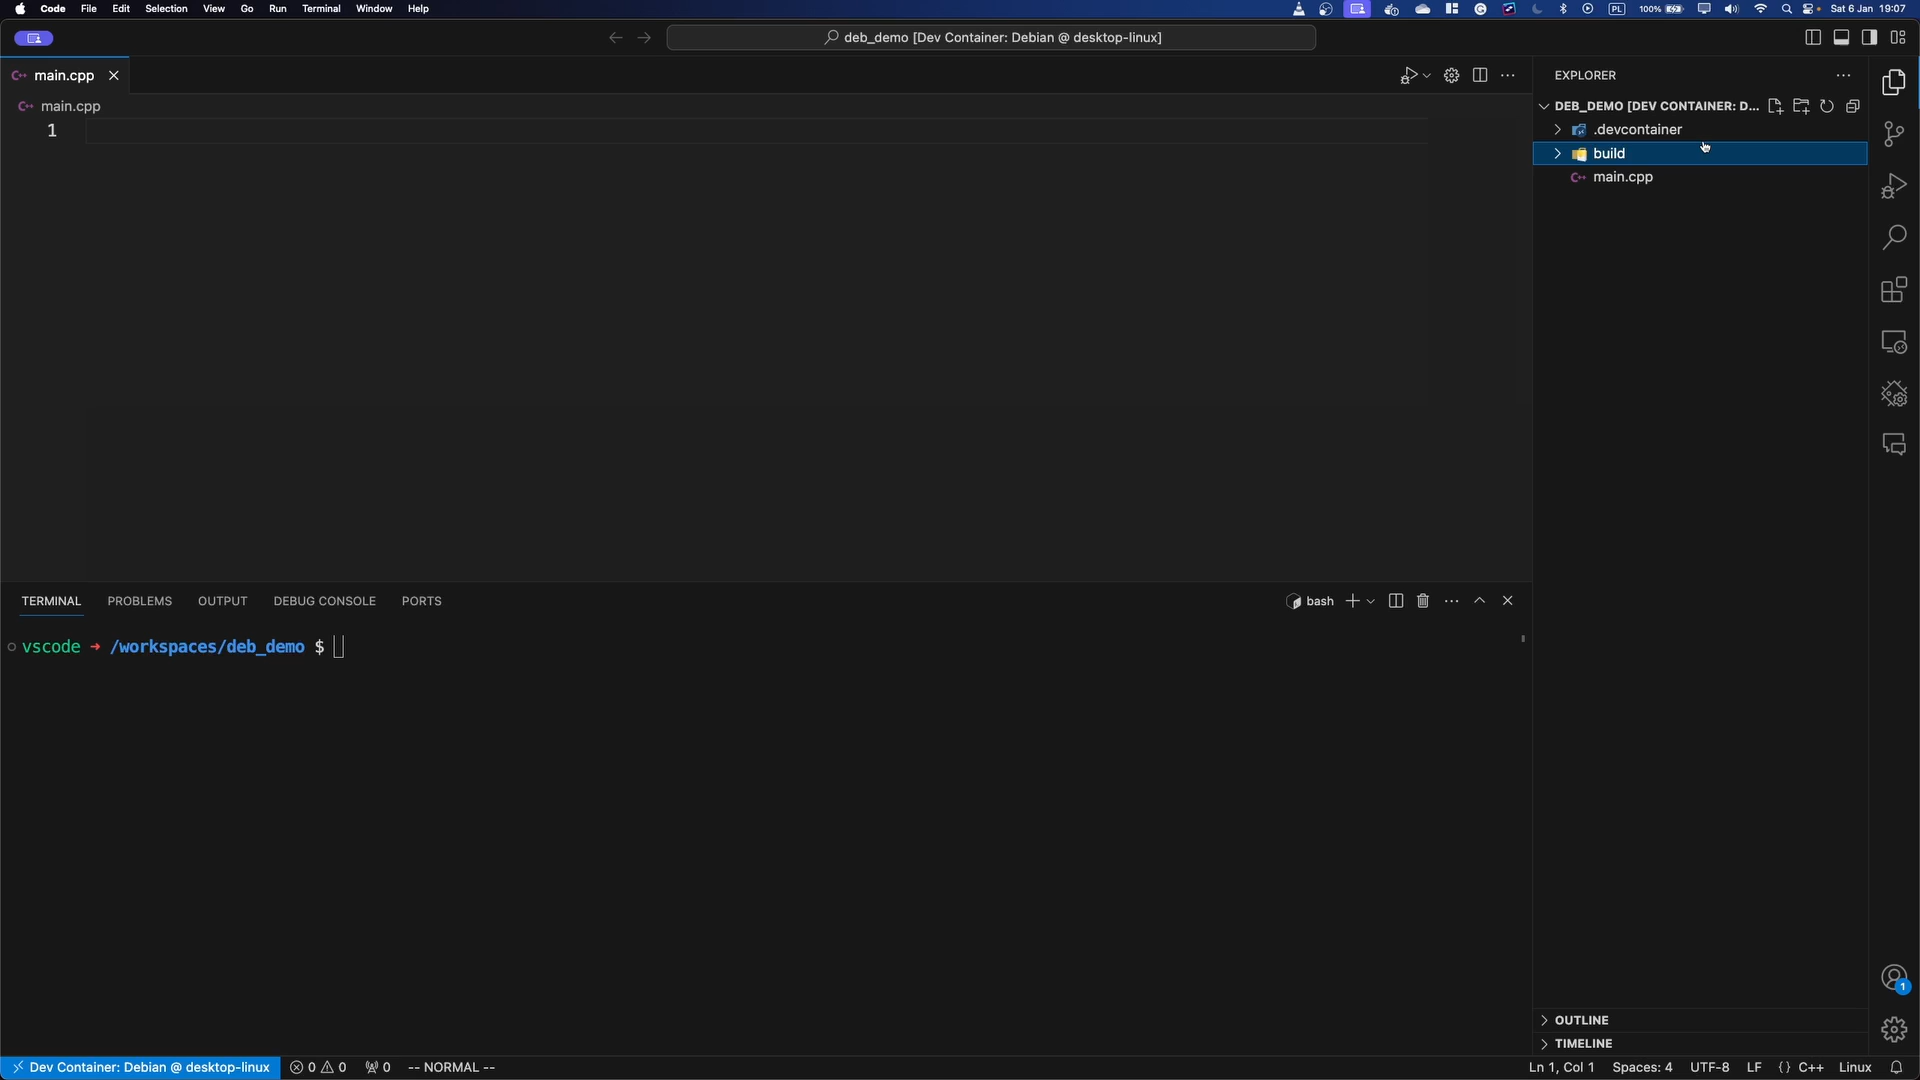 Code File Edit Selection View Go Run Terminal Window Help
PL 100% Sat 6 Jan 19:07
deb_demo [Dev Container: Debian @ desktop-linux]
main.cpp
main.cpp
1
EXPLORER
DEB_DEMO [DEV CONTAINER: D...
.devcontainer
build
main.cpp
TERMINAL PROBLEMS OUTPUT DEBUG CONSOLE PORTS
bash
vscode → /workspaces/deb_demo $
1
OUTLINE
TIMELINE
Dev Container: Debian @ desktop-linux 0 0 0 -- NORMAL --
Ln 1, Col 1 Spaces: 4 UTF-8 LF {} C++ Linux